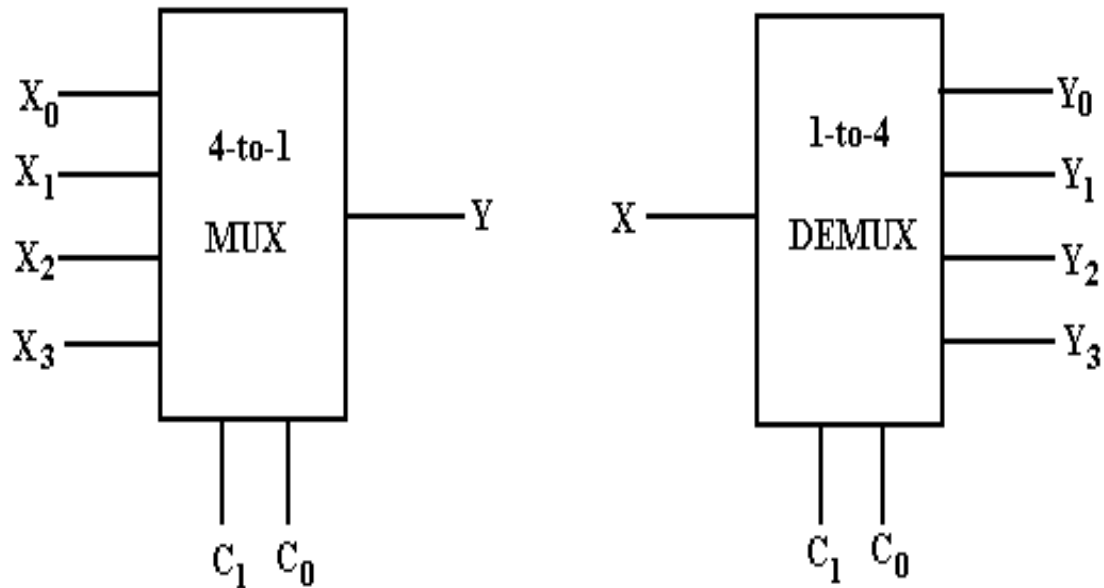 X0
X1
X2
X3
4-to-1
MUX
Y
C1 C0
X
1-to-4
DEMUX
Y0
Y1
Y2
Y3
C1 C0